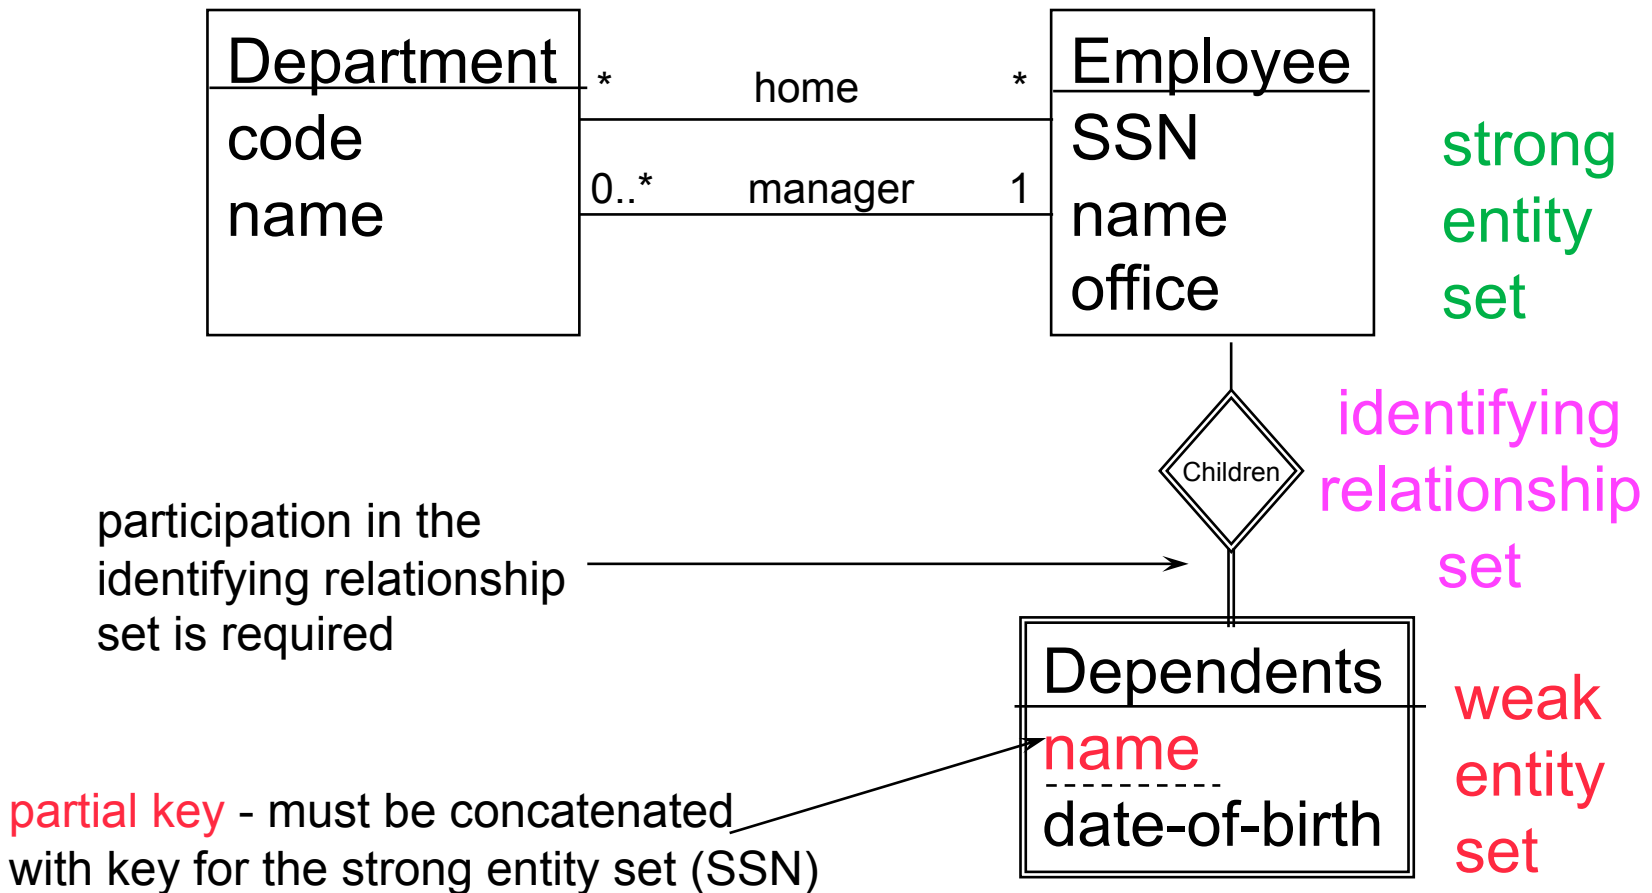 Department
code
name
* home *
0..* manager 1
Employee
SSN
name
office
strong
entity
set
Children
identifying
relationship
set
participation in the
identifying relationship
set is required
Dependents
name
date-of-birth
weak
entity
set
partial key - must be concatenated
with key for the strong entity set (SSN)